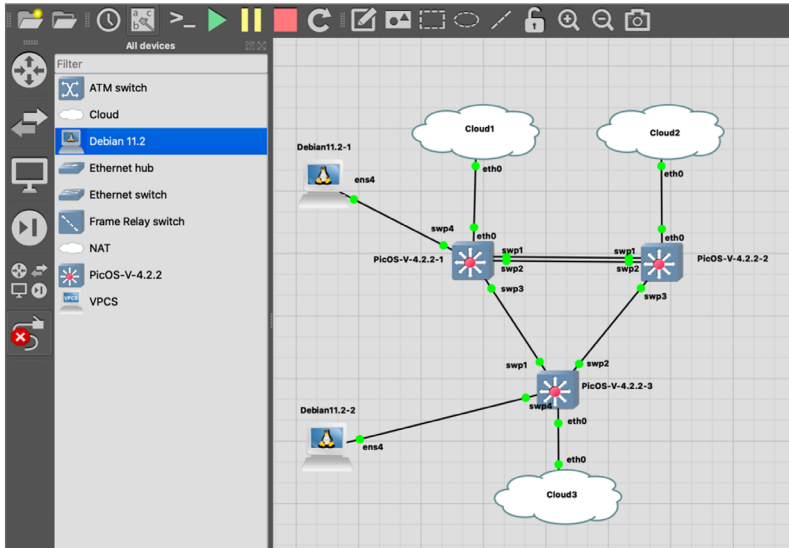 All devices
Filter
ATM switch
Cloud
Debian 11.2
Ethernet hub
Ethernet switch
Frame Relay switch
NAT
PicOS-V-4.2.2
VPCS
Cloud1
Cloud2
Debian11.2-1
eth0
eth0
ens4
swp4
eth0
eth0
swp1
swp1
PicOS-V-4.2.2-1
PicOS-V-4.2.2-2
swp2
swp2
swp3
swp3
swp1
swp2
PicOS-V-4.2.2-3
Debian11.2-2
swp4
eth0
ens4
eth0
Cloud3